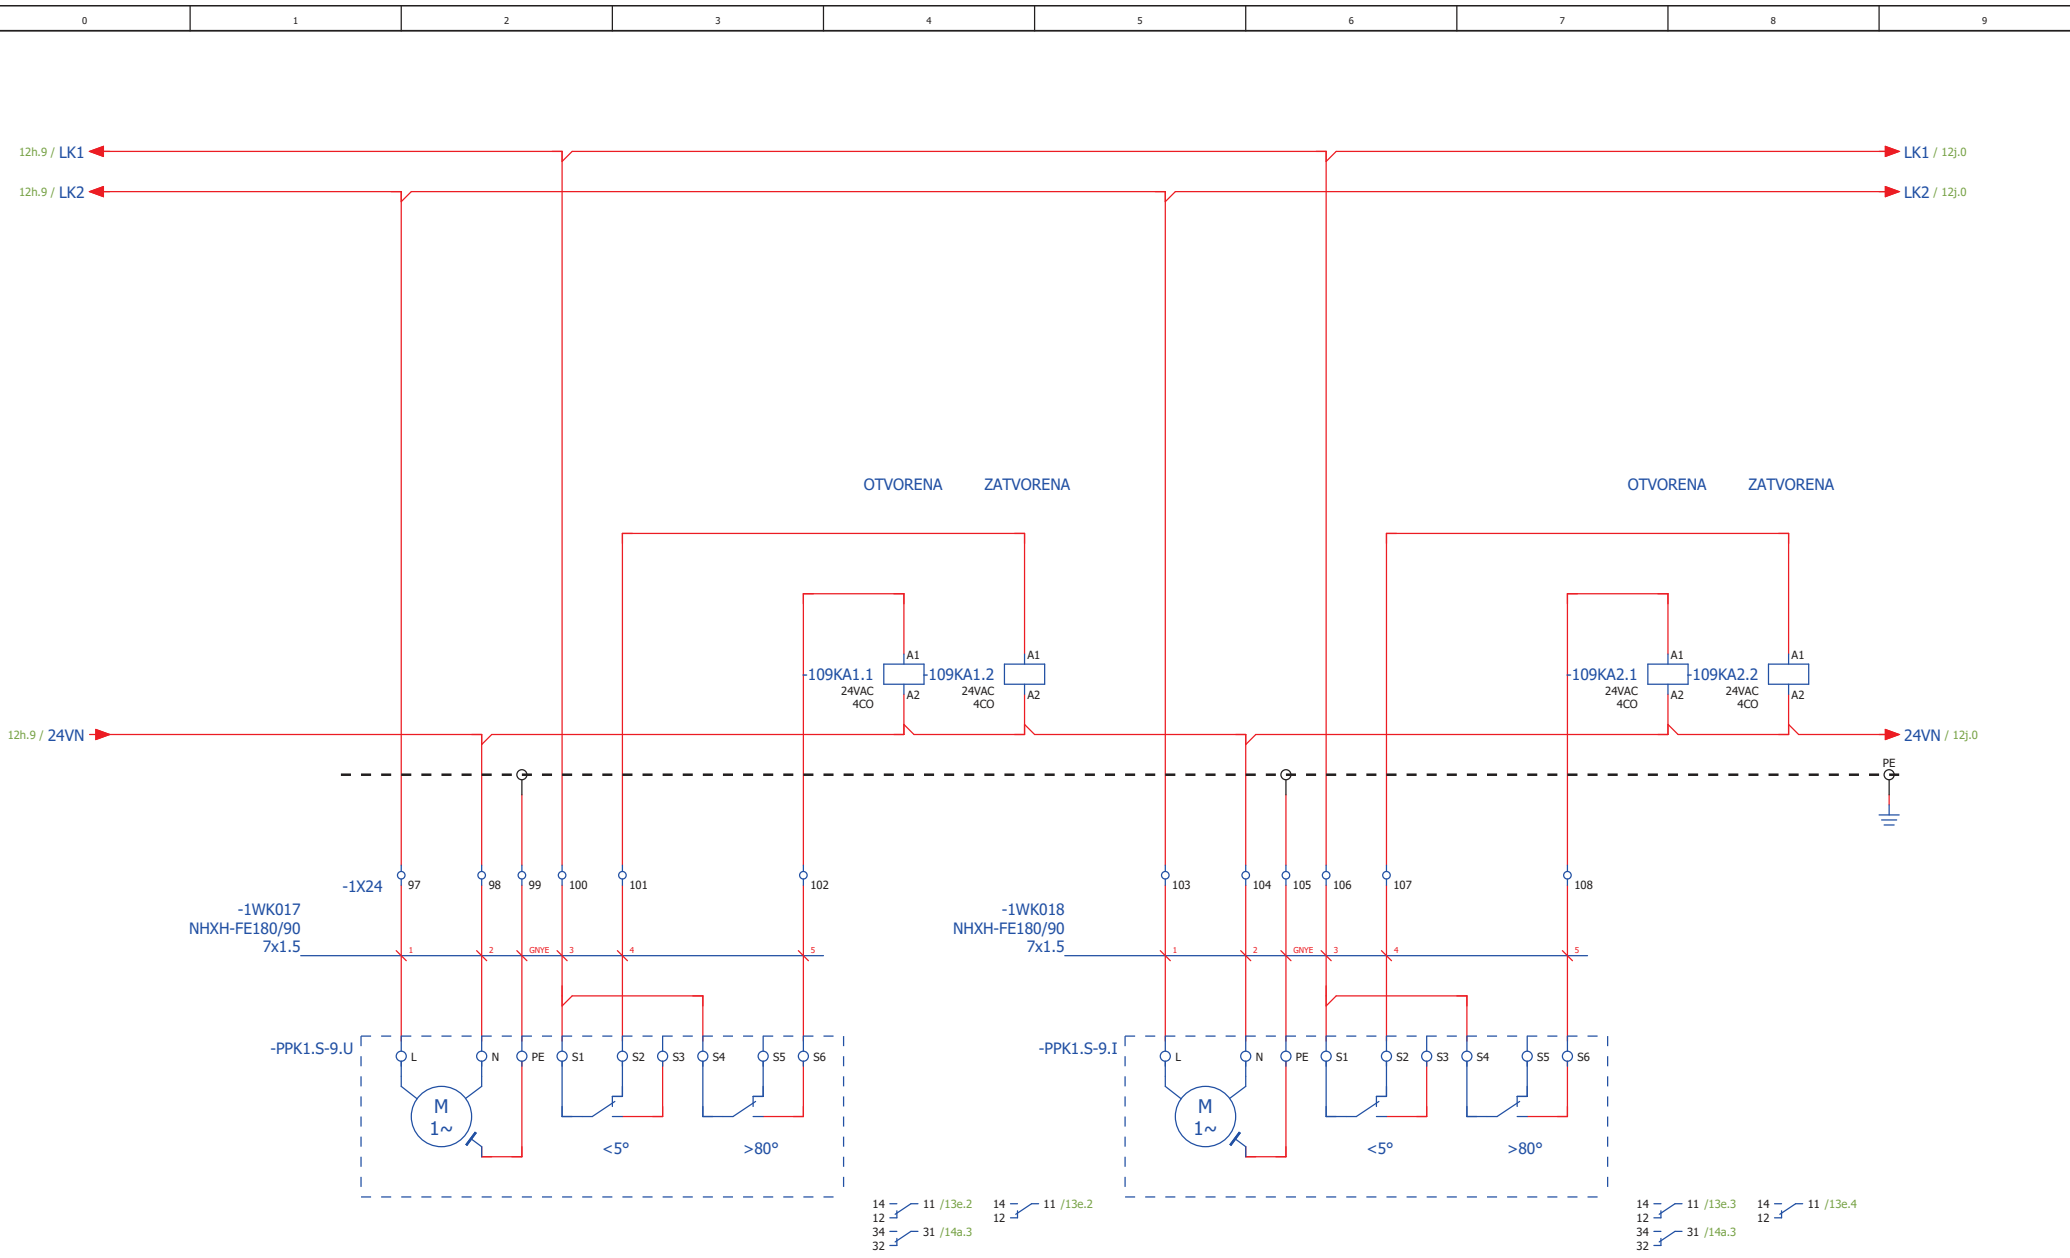 0 1 2 3 4 5 6 7 8 9
12h.9 / LK1 LK1 / 12j.0
12h.9 / LK2 LK2 / 12j.0
OTVORENA ZATVORENA OTVORENA ZATVORENA
A1 A1 A1 A1
-109KA1.1 -109KA1.2 -109KA2.1 -109KA2.2
24VAC A2 24VAC A2 24VAC A2 24VAC A2
4CO 4CO 4CO 4CO
12h.9 / 24VN 24VN / 12j.0
PE
-1X24 97 98 99 100 101 102 103 104 105 106 107 108
-1WK017 -1WK018
NHXH-FE180/90 NHXH-FE180/90
7x1.5 1 2 GNYE 3 4 5 7x1.5 1 2 GNYE 3 4 5
-PPK1.S-9.U L N PE S1 S2 S3 S4 S5 S6 -PPK1.S-9.I L N PE S1 S2 S3 S4 S5 S6
M M
1~ 1~
<5° >80° <5° >80°
14 11 /13e.2 14 11 /13e.2 14 11 /13e.3 14 11 /13e.4
12 12 12 12
34 31 /14a.3 34 31 /14a.3
32 32